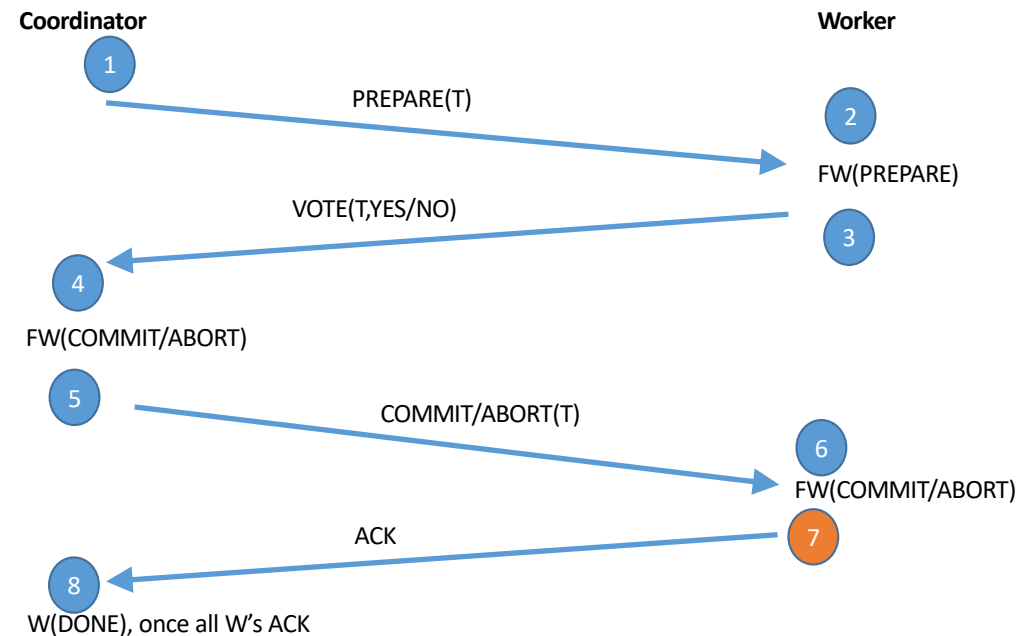 Coordinator
Worker
1
PREPARE(T)
2
FW(PREPARE)
VOTE(T,YES/NO)
3
4
FW(COMMIT/ABORT)
5
COMMIT/ABORT(T)
6
FW(COMMIT/ABORT)
ACK
7
8
W(DONE), once all W's ACK